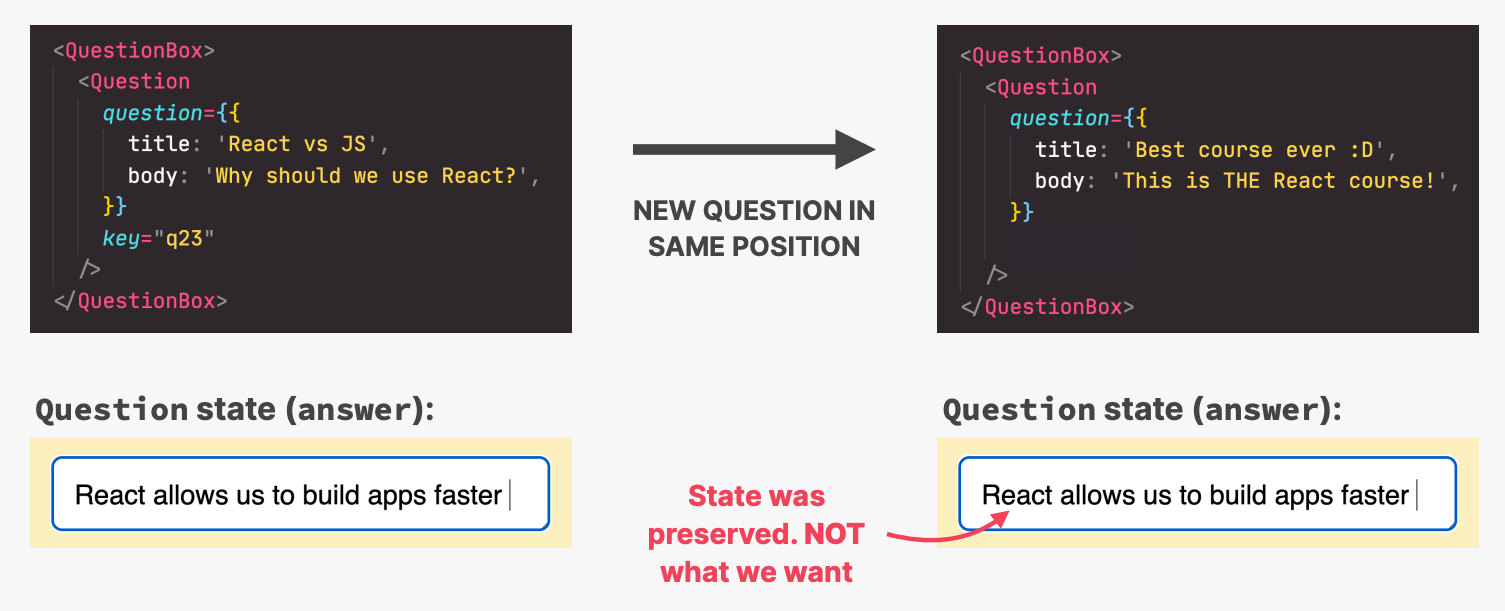 <QuestionBox>
<Question
question={{
title: 'React vs JS',
body: 'Why should we use React?',
}}
key="q23"
/>
</QuestionBox>
NEW QUESTION IN
SAME POSITION
<QuestionBox>
<Question
question={{
title: 'Best course ever :D',
body: 'This is THE React course!',
}}
/>
</QuestionBox>
Question state (answer):
React allows us to build apps faster
State was
preserved. NOT
what we want
Question state (answer):
React allows us to build apps faster